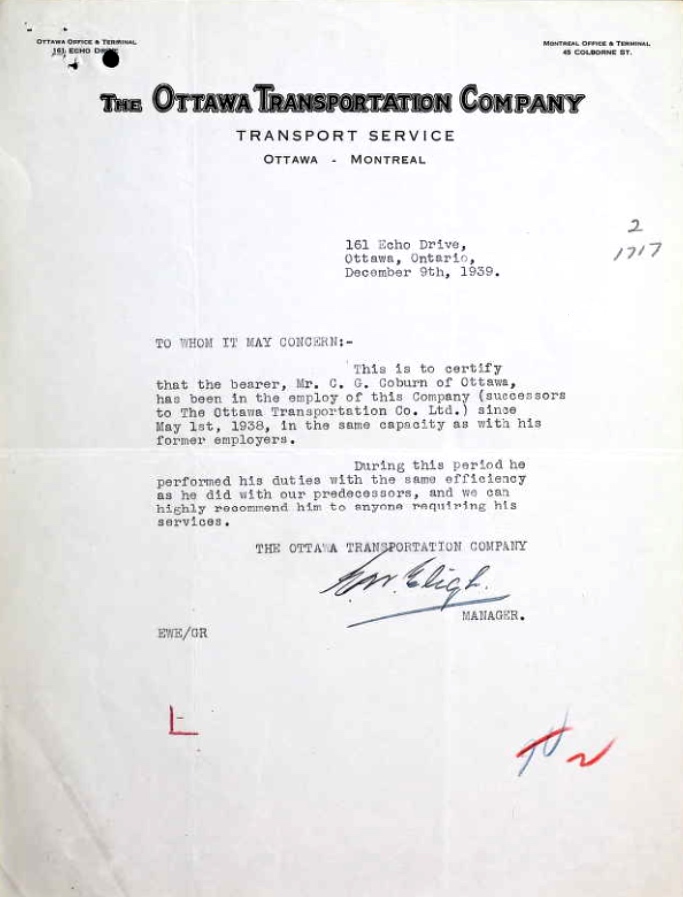 OTTAWA OFFICE & TERMINAL
161 ECHO DRIVE
MONTREAL OFFICE & TERMINAL
45 COLBORNE ST.
THE OTTAWA TRANSPORTATION COMPANY
TRANSPORT SERVICE
OTTAWA - MONTREAL
2
1717
161 Echo Drive,
Ottawa, Ontario,
December 9th, 1939.
TO WHOM IT MAY CONCERN:-
This is to certify
that the bearer, Mr. C. G. Coburn of Ottawa,
has been in the employ of this Company (successors
to The Ottawa Transportation Co. Ltd.) since
May 1st, 1938, in the same capacity as with his
former employers.
During this period he
performed his duties with the same efficiency
as he did with our predecessors, and we can
highly recommend him to anyone requiring his
services.
THE OTTAWA TRANSPORTATION COMPANY
MANAGER.
EWE/GR